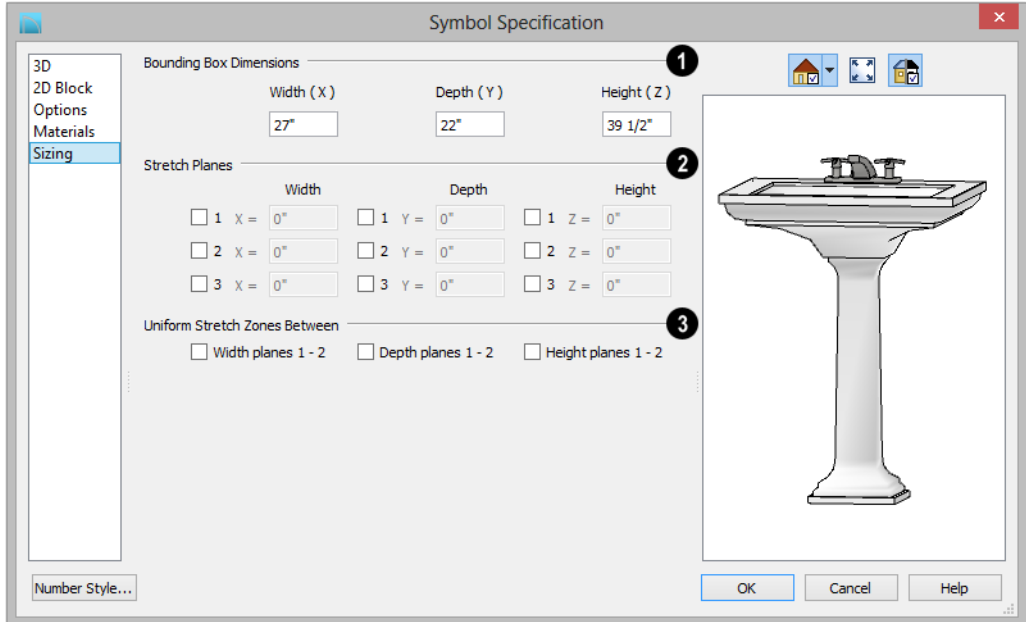 Symbol Specification
3D
2D Block
Options
Materials
Sizing
Bounding Box Dimensions 1
Width ( X ) Depth ( Y ) Height ( Z )
27" 22" 39 1/2"
Stretch Planes 2
Width Depth Height
1 X = 0" 1 Y = 0" 1 Z = 0"
2 X = 0" 2 Y = 0" 2 Z = 0"
3 X = 0" 3 Y = 0" 3 Z = 0"
Uniform Stretch Zones Between 3
Width planes 1 - 2 Depth planes 1 - 2 Height planes 1 - 2
Number Style... OK Cancel Help